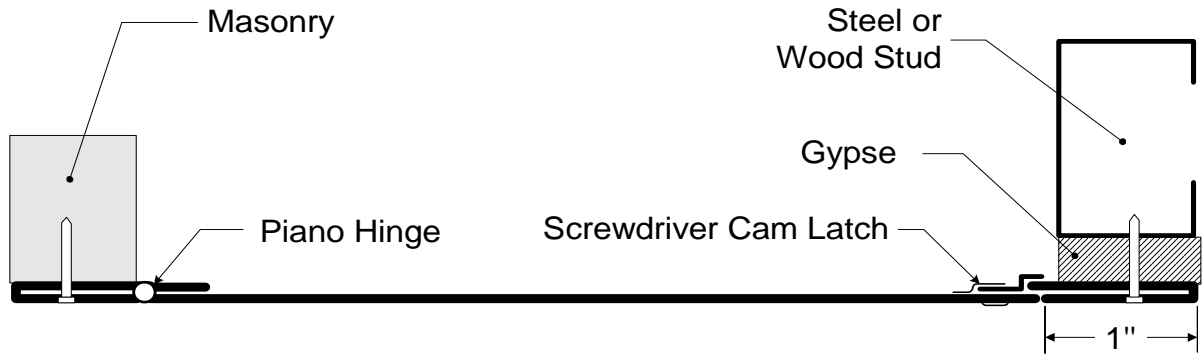 Masonry
Steel or
Wood Stud
Gypse
Piano Hinge
Screwdriver Cam Latch
1"